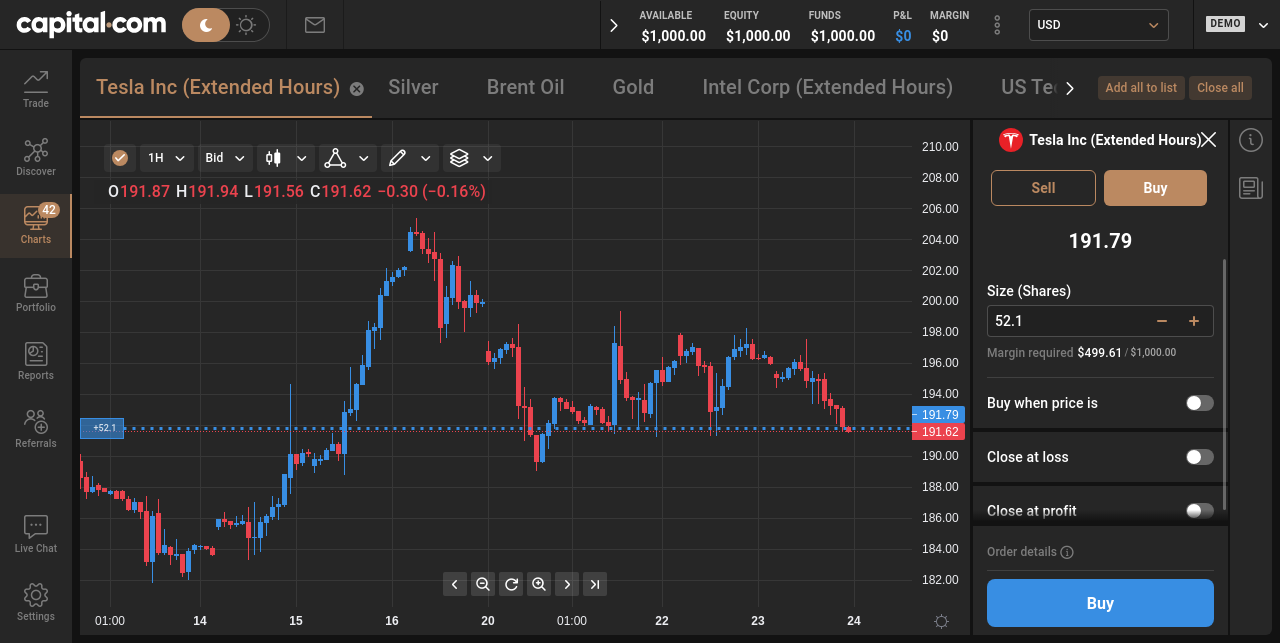 capital.com
AVAILABLE EQUITY FUNDS P&L MARGIN
$1,000.00 $1,000.00 $1,000.00 $0 $0
USD
DEMO
Trade
Discover
42
Charts
Portfolio
Reports
Referrals
Live Chat
Settings
Tesla Inc (Extended Hours) Silver Brent Oil Gold Intel Corp (Extended Hours) US Te
Add all to list Close all
1H Bid
O191.87 H191.94 L191.56 C191.62 −0.30 (−0.16%)
210.00
208.00
206.00
204.00
202.00
200.00
198.00
196.00
194.00
191.79
191.62
190.00
188.00
186.00
184.00
182.00
+52.1
01:00 14 15 16 20 01:00 22 23 24
Tesla Inc (Extended Hours)
Sell Buy
191.79
Size (Shares)
52.1 − +
Margin required $499.61 / $1,000.00
Buy when price is
Close at loss
Close at profit
Order details
Buy